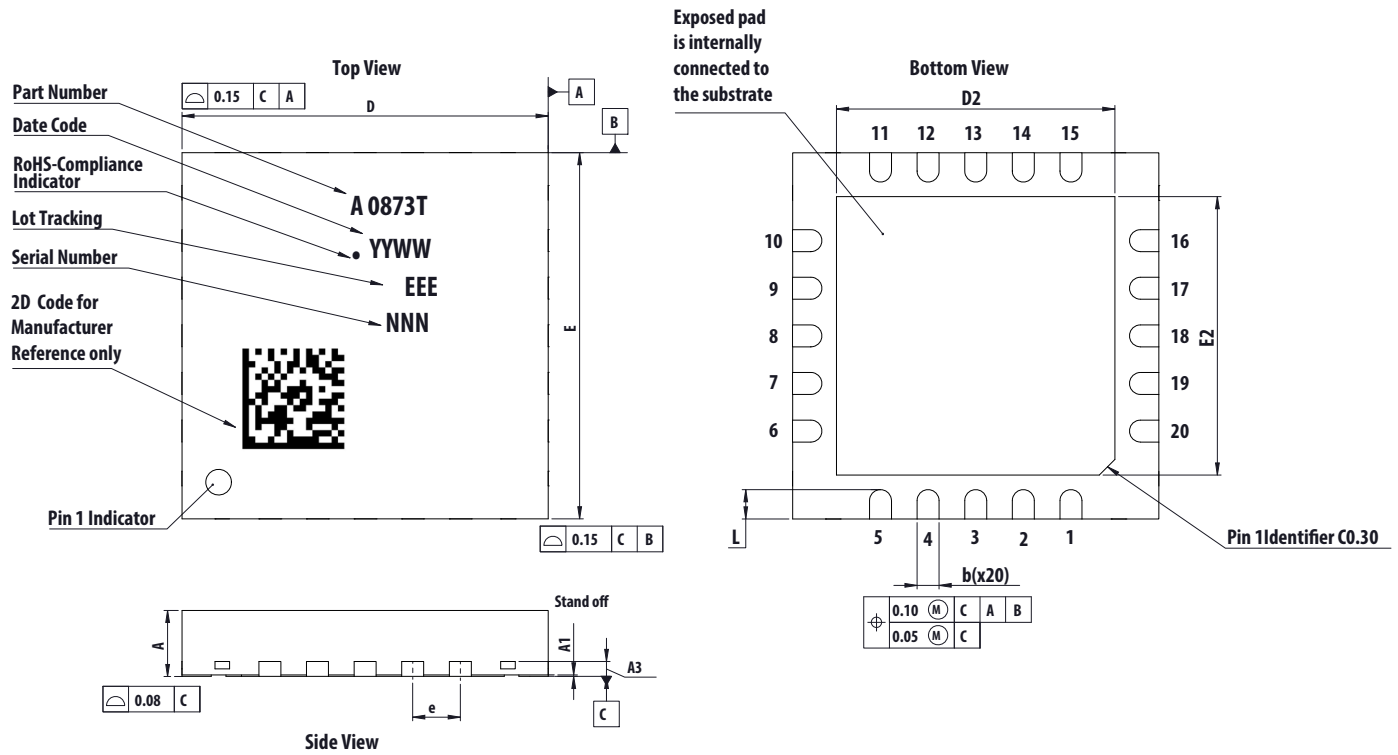 Top View
0.15 C A
D
A
B
Part Number
Date Code
RoHS-Compliance
Indicator
Lot Tracking
Serial Number
2D Code for
Manufacturer
Reference only
Pin 1 Indicator
A 0873T
YYWW
EEE
NNN
E
0.15 C B
Exposed pad
is internally
connected to
the substrate
Bottom View
D2
11 12 13 14 15
10 16
9 17
8 18
7 19
6 20
E2
L
5 4 3 2 1
Pin 1Identifier C0.30
b(x20)
0.10 M C A B
0.05 M C
Stand off
A
A1
A3
0.08 C
e
C
Side View